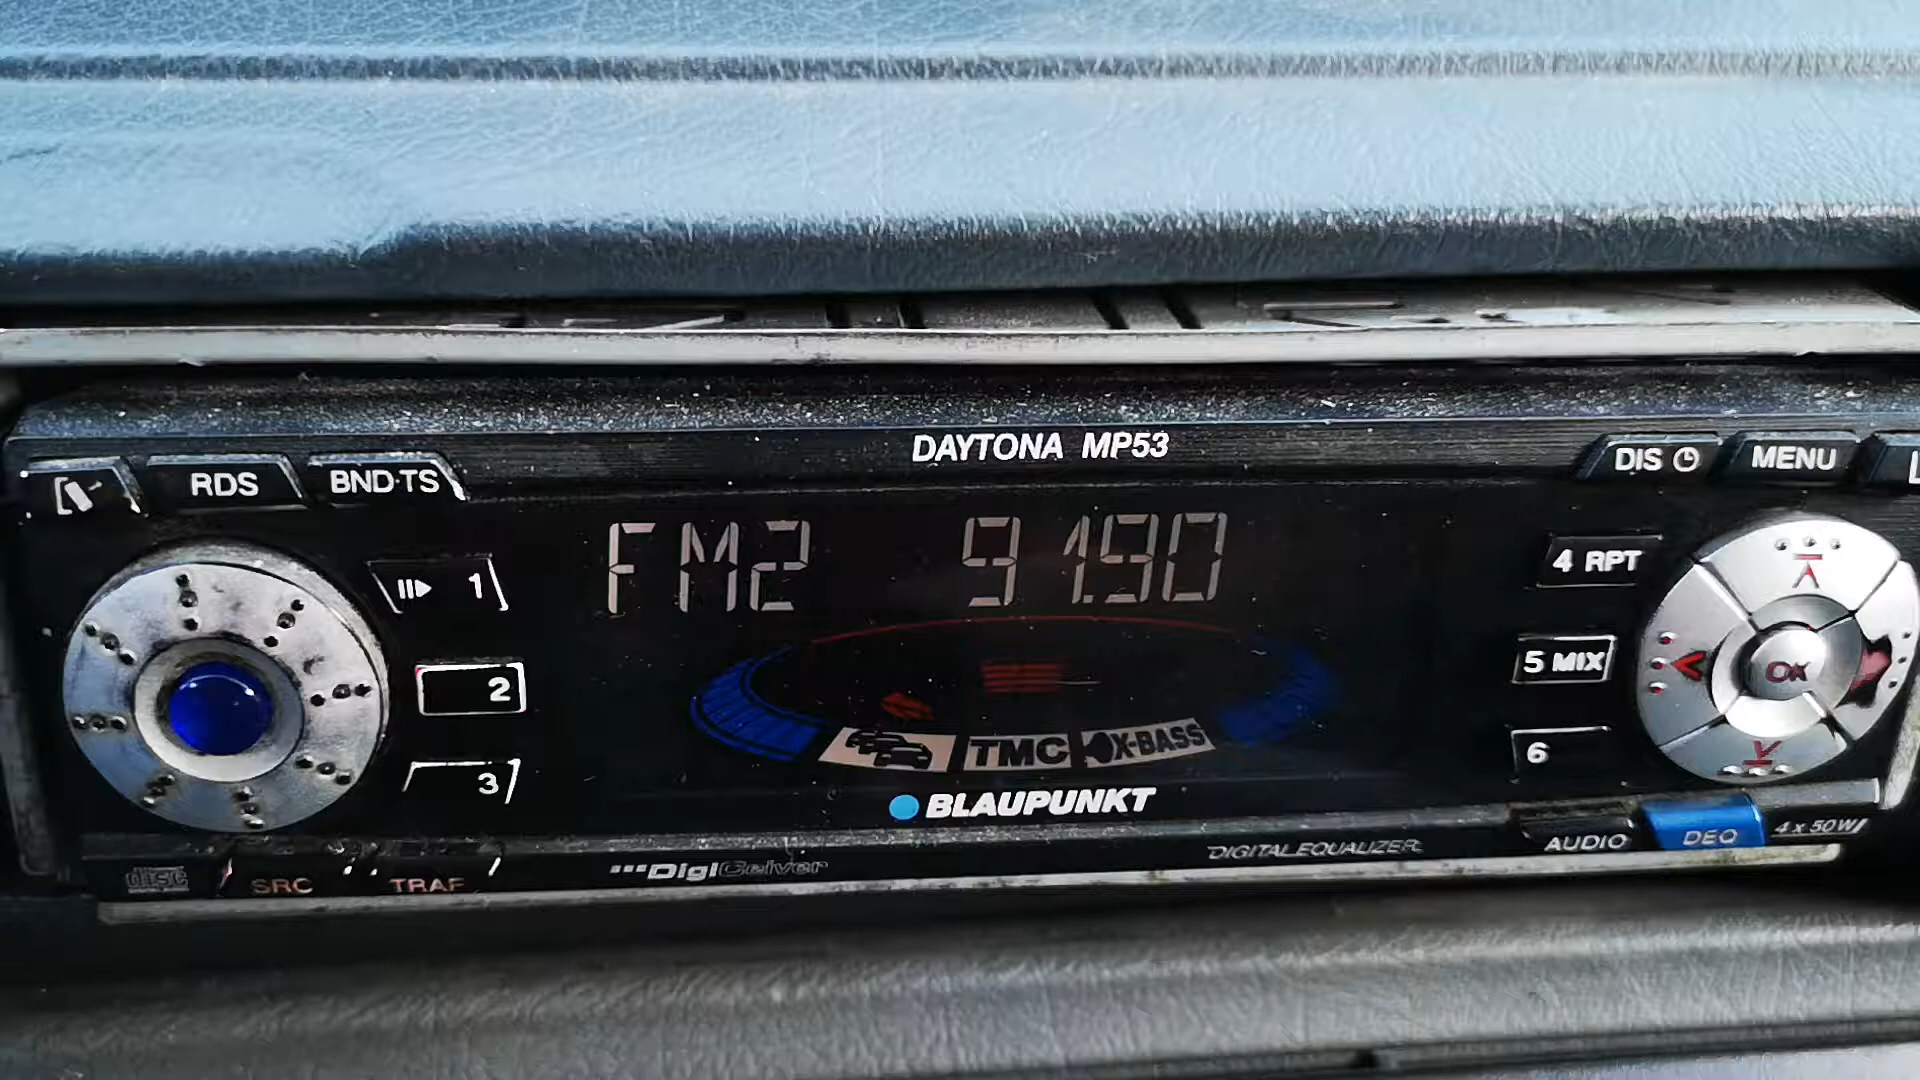 DAYTONA MP53
RDS
BND·TS
DIS
MENU
FM2 91.90
1
2
3
4 RPT
5 MIX
6
OK
TMC
X-BASS
BLAUPUNKT
AUDIO
DEQ
4 x 50W
disc
SRC
TRAF
DigiCeiver
DIGITAL EQUALIZER